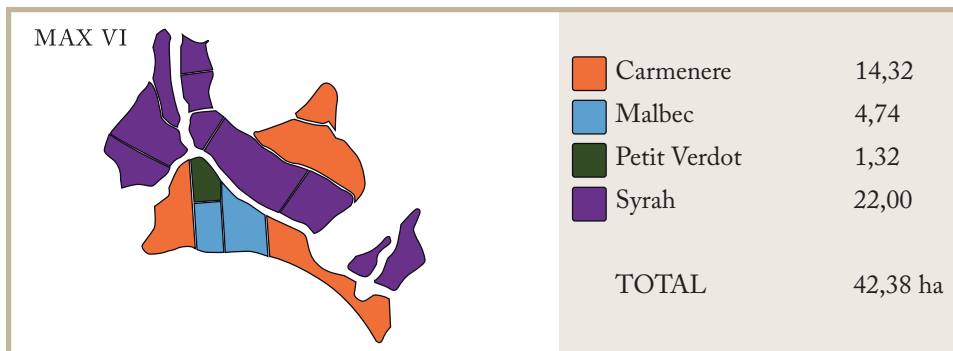 MAX VI
Carmenere 14,32
Malbec 4,74
Petit Verdot 1,32
Syrah 22,00
TOTAL 42,38 ha